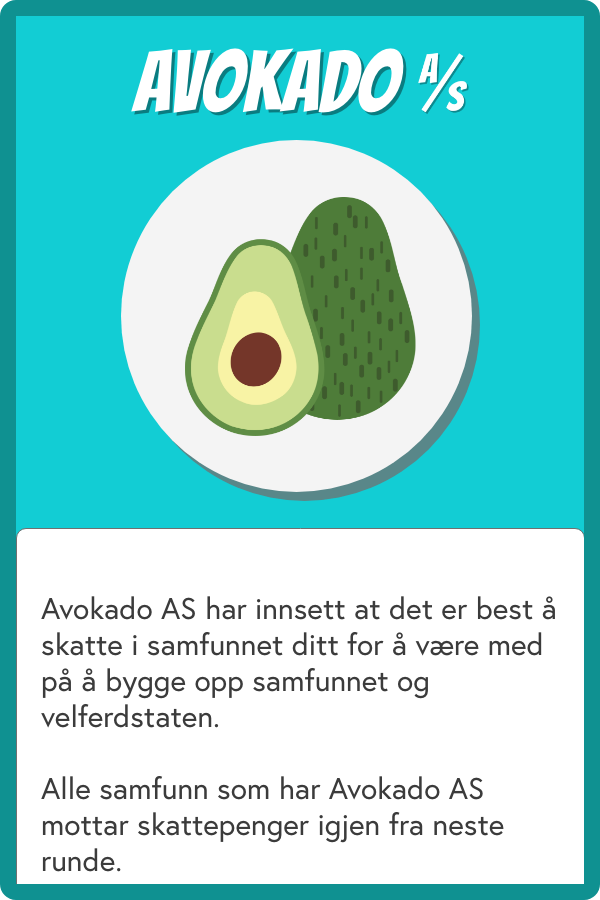 AVOKADO A/S
Avokado AS har innsett at det er best å
skatte i samfunnet ditt for å være med
på å bygge opp samfunnet og
velferdstaten.
Alle samfunn som har Avokado AS
mottar skattepenger igjen fra neste
runde.